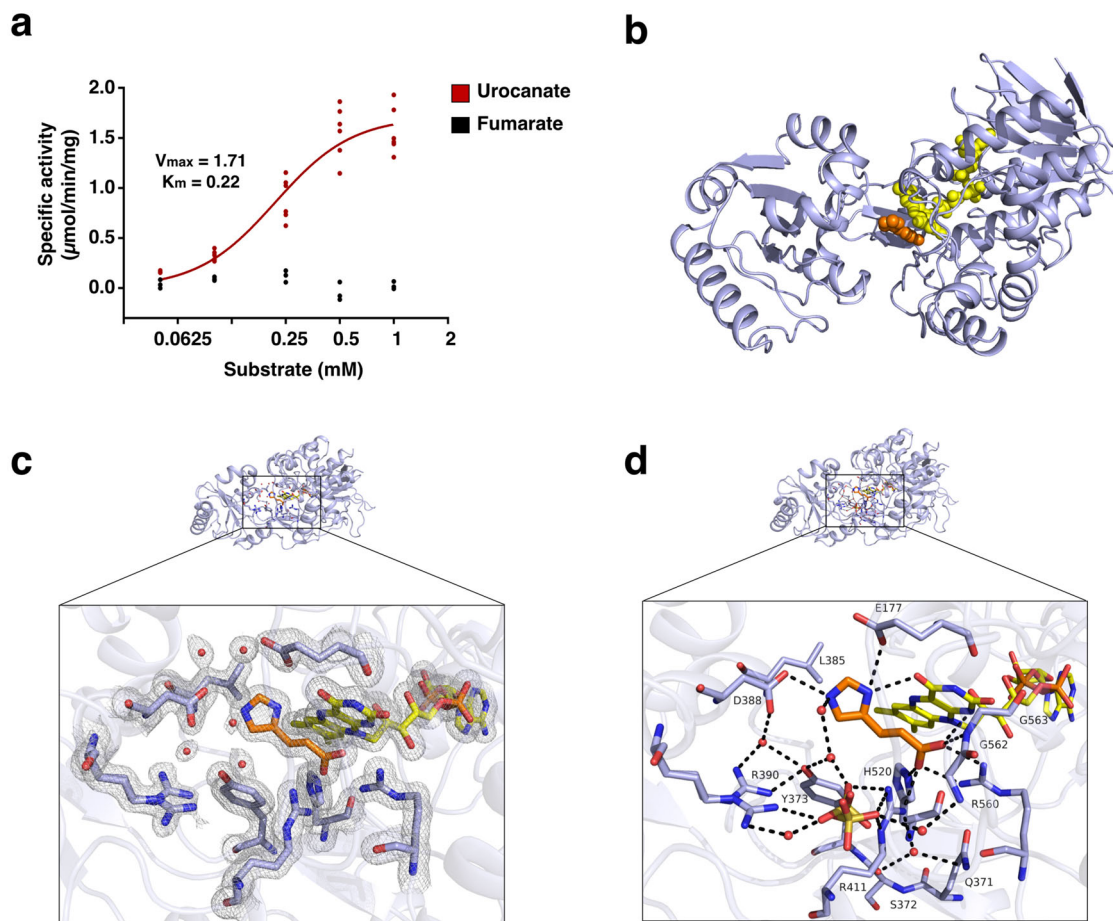 a
2.0
1.5
1.0
0.5
0.0
Specific activity
(µmol/min/mg)
Vmax = 1.71
Km = 0.22
Urocanate
Fumarate
0.0625
0.25
0.5
1
2
Substrate (mM)
b
c
d
E177
L385
D388
G563
G562
R390
H520
Y373
R560
R411
Q371
S372